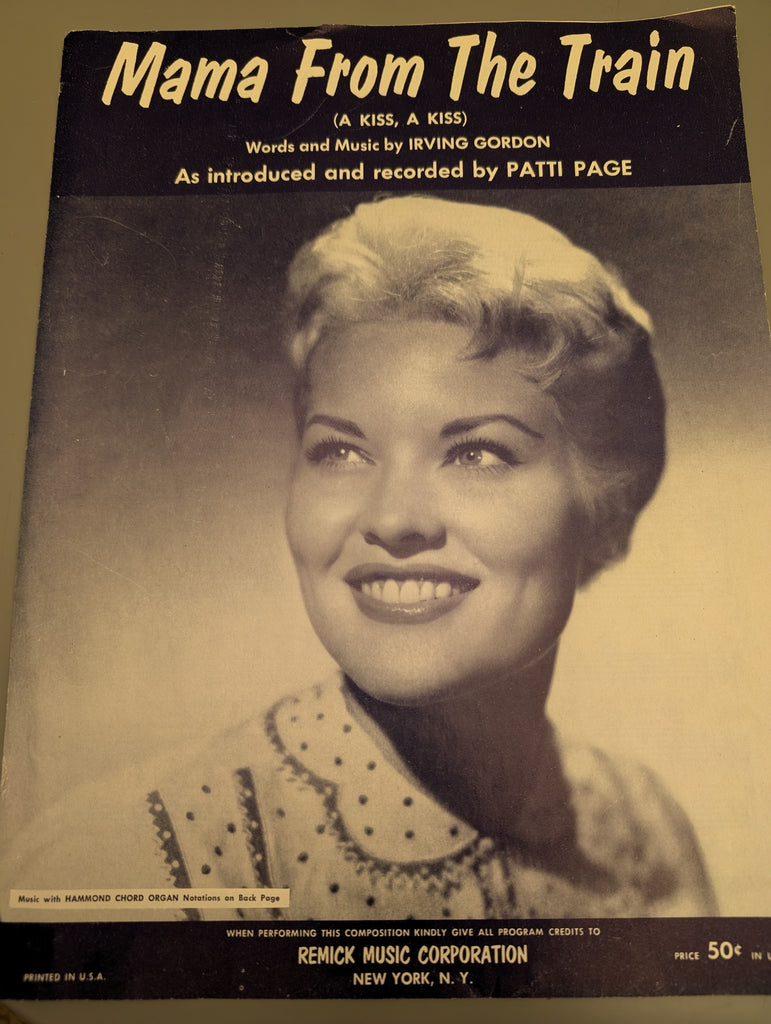 Mama From The Train
(A KISS, A KISS)
Words and Music by IRVING GORDON
As introduced and recorded by PATTI PAGE
Music with HAMMOND CHORD ORGAN Notations on Back Page
WHEN PERFORMING THIS COMPOSITION KINDLY GIVE ALL PROGRAM CREDITS TO
REMICK MUSIC CORPORATION
NEW YORK, N. Y.
PRINTED IN U.S.A.
PRICE 50¢ IN U